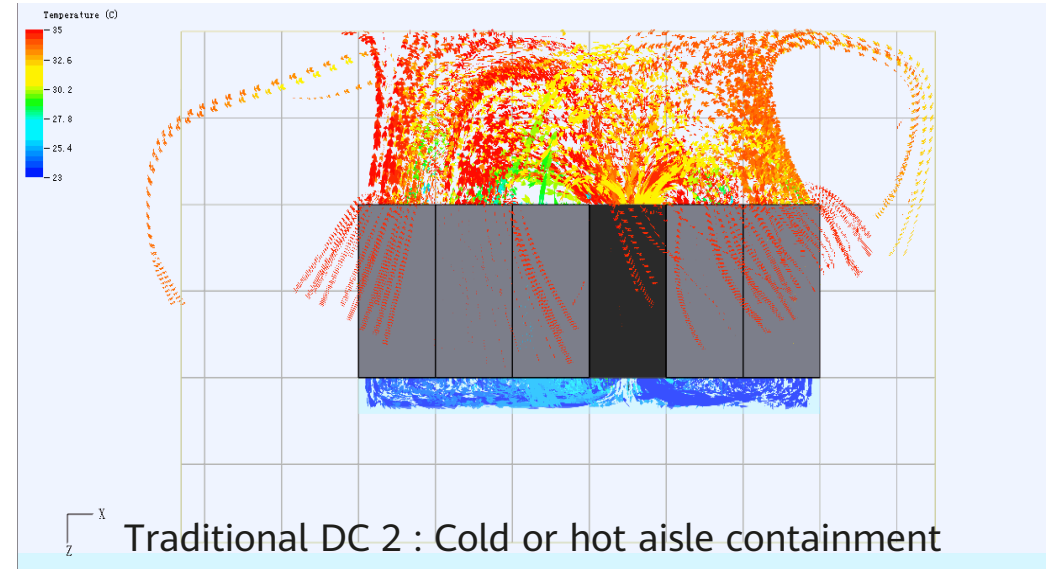 Temperature (C)
35
32.6
30.2
27.8
25.4
23
X
Z
Traditional DC 2 : Cold or hot aisle containment